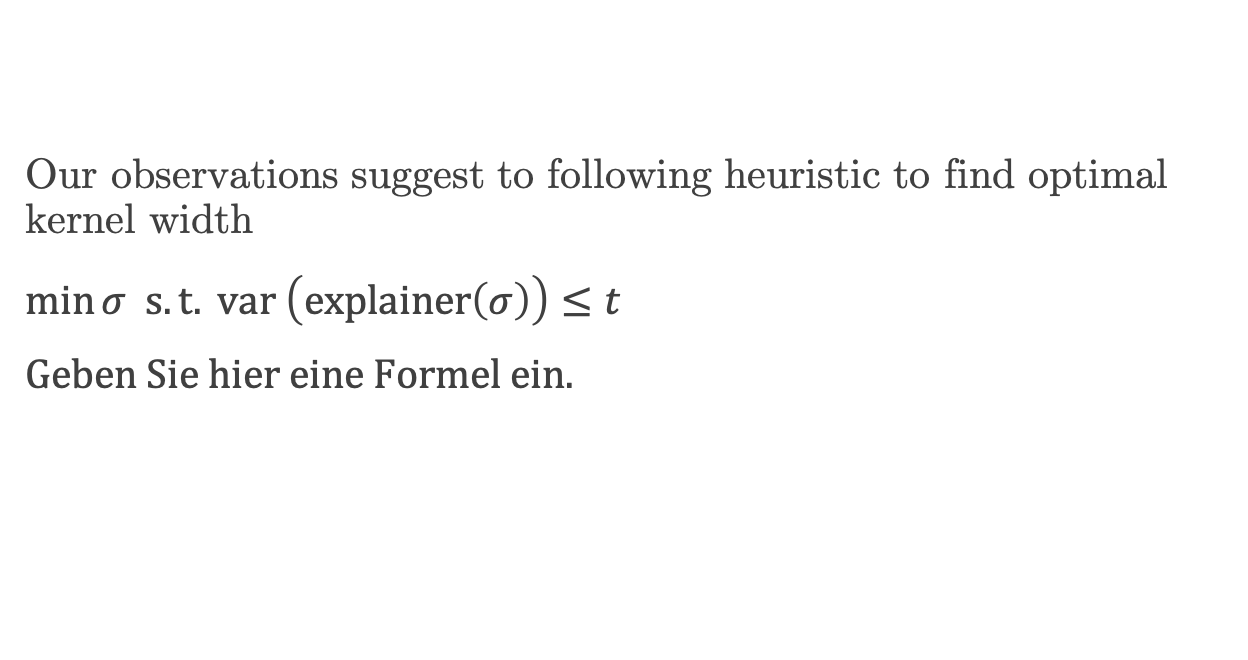 Our observations suggest to following heuristic to find optimal
kernel width
min σ s.t. var (explainer(σ)) ≤ t
Geben Sie hier eine Formel ein.